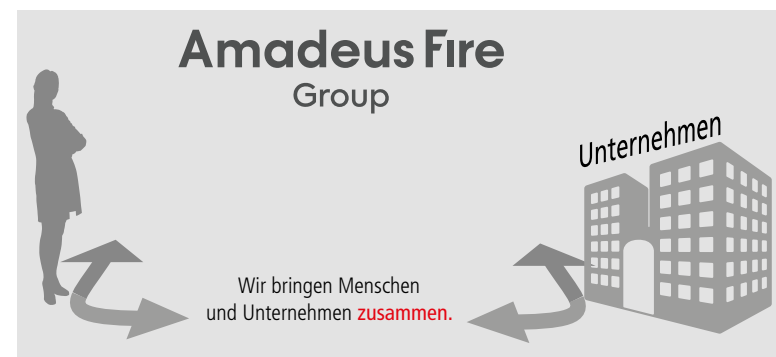 Amadeus Fire
Group
Unternehmen
Wir bringen Menschen
und Unternehmen zusammen.